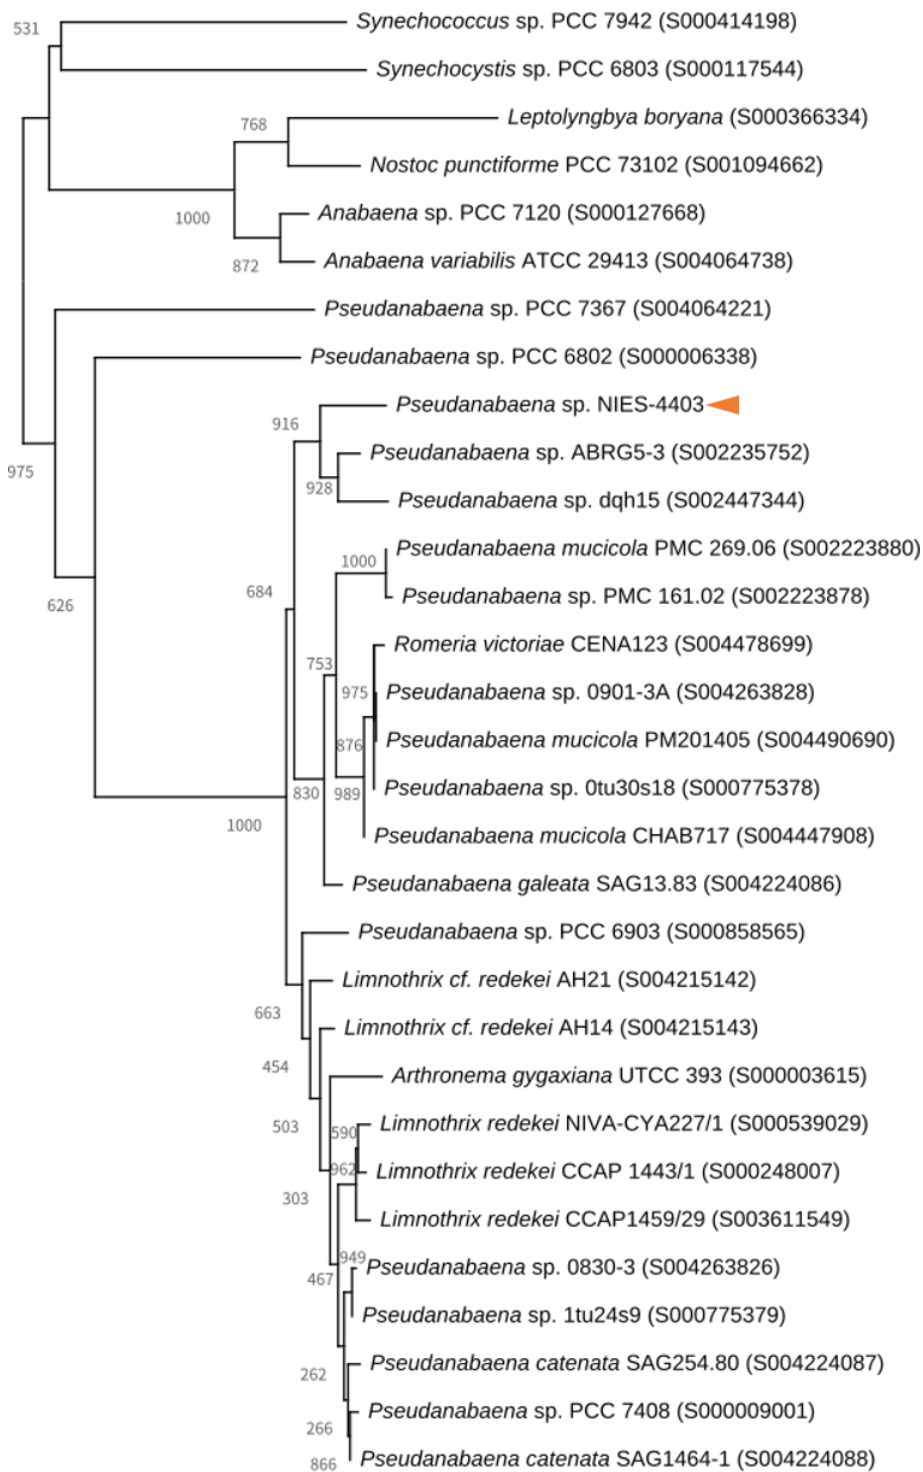 531
Synechococcus sp. PCC 7942 (S000414198)
Synechocystis sp. PCC 6803 (S000117544)
768
Leptolyngbya boryana (S000366334)
Nostoc punctiforme PCC 73102 (S001094662)
1000
Anabaena sp. PCC 7120 (S000127668)
872
Anabaena variabilis ATCC 29413 (S004064738)
Pseudanabaena sp. PCC 7367 (S004064221)
Pseudanabaena sp. PCC 6802 (S000006338)
Pseudanabaena sp. NIES-4403
916
Pseudanabaena sp. ABRG5-3 (S002235752)
975
928
Pseudanabaena sp. dqh15 (S002447344)
Pseudanabaena mucicola PMC 269.06 (S002223880)
1000
684
626
Pseudanabaena sp. PMC 161.02 (S002223878)
Romeria victoriae CENA123 (S004478699)
753
975
Pseudanabaena sp. 0901-3A (S004263828)
876
Pseudanabaena mucicola PM201405 (S004490690)
830
989
Pseudanabaena sp. 0tu30s18 (S000775378)
1000
Pseudanabaena mucicola CHAB717 (S004447908)
Pseudanabaena galeata SAG13.83 (S004224086)
Pseudanabaena sp. PCC 6903 (S000858565)
Limnothrix cf. redekei AH21 (S004215142)
663
Limnothrix cf. redekei AH14 (S004215143)
454
Arthronema gygaxiana UTCC 393 (S000003615)
503
590
Limnothrix redekei NIVA-CYA227/1 (S000539029)
962
Limnothrix redekei CCAP 1443/1 (S000248007)
303
Limnothrix redekei CCAP1459/29 (S003611549)
949
467
Pseudanabaena sp. 0830-3 (S004263826)
Pseudanabaena sp. 1tu24s9 (S000775379)
262
Pseudanabaena catenata SAG254.80 (S004224087)
266
Pseudanabaena sp. PCC 7408 (S000009001)
866
Pseudanabaena catenata SAG1464-1 (S004224088)